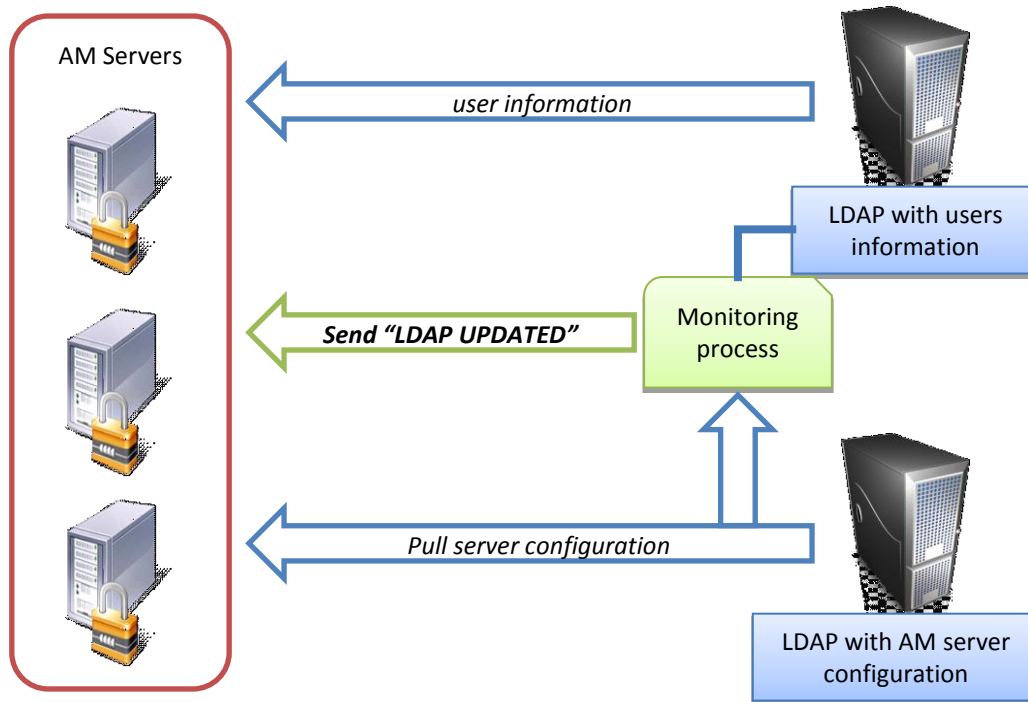 AM Servers
user information
LDAP with users
information
Monitoring
process
Send “LDAP UPDATED”
Pull server configuration
LDAP with AM server
configuration